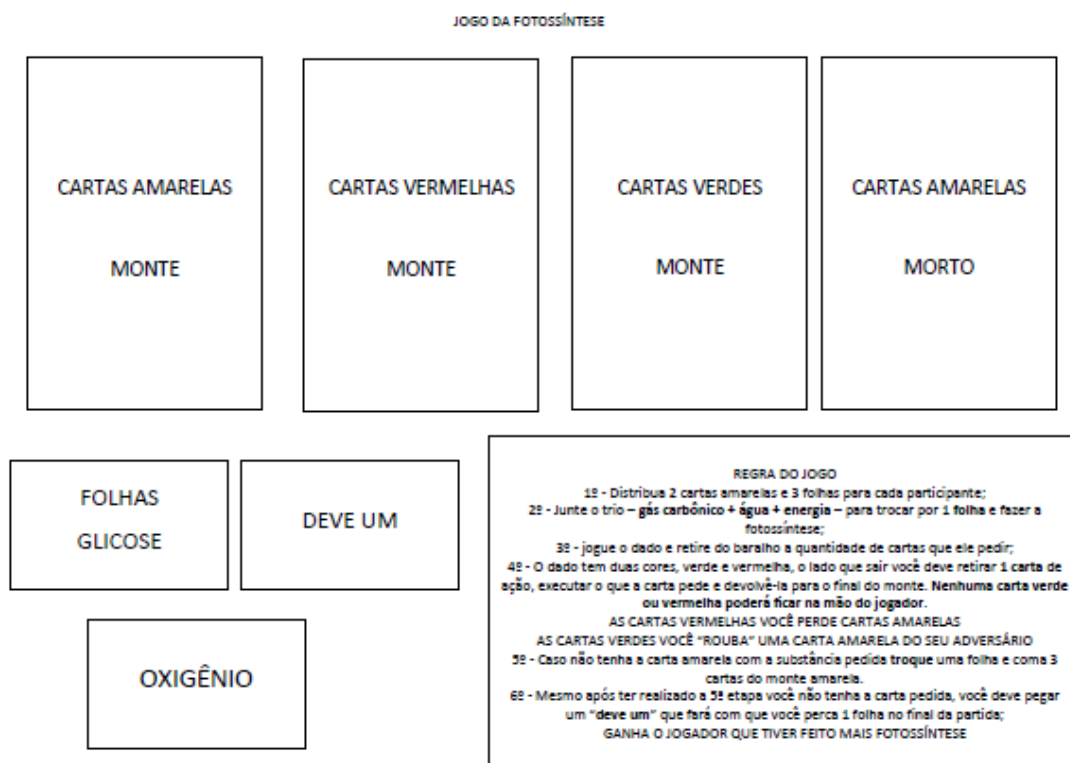 JOGO DA FOTOSSÍNTESE
CARTAS AMARELAS
MONTE
CARTAS VERMELHAS
MONTE
CARTAS VERDES
MONTE
CARTAS AMARELAS
MORTO
FOLHAS
GLICOSE
DEVE UM
OXIGÊNIO
REGRA DO JOGO
1º - Distribua 2 cartas amarelas e 3 folhas para cada participante;
2º - Junte o trio – gás carbônico + água + energia – para trocar por 1 folha e fazer a
fotossíntese;
3º - jogue o dado e retire do baralho a quantidade de cartas que ele pedir;
4º - O dado tem duas cores, verde e vermelha, o lado que sair você deve retirar 1 carta de
ação, executar o que a carta pede e devolvê-la para o final do monte. Nenhuma carta verde
ou vermelha poderá ficar na mão do jogador.
AS CARTAS VERMELHAS VOCÊ PERDE CARTAS AMARELAS
AS CARTAS VERDES VOCÊ “ROUBA” UMA CARTA AMARELA DO SEU ADVERSÁRIO
5º - Caso não tenha a carta amarela com a substância pedida troque uma folha e coma 3
cartas do monte amarela.
6º - Mesmo após ter realizado a 5ª etapa você não tenha a carta pedida, você deve pegar
um “deve um” que fará com que você perca 1 folha no final da partida;
GANHA O JOGADOR QUE TIVER FEITO MAIS FOTOSSÍNTESE